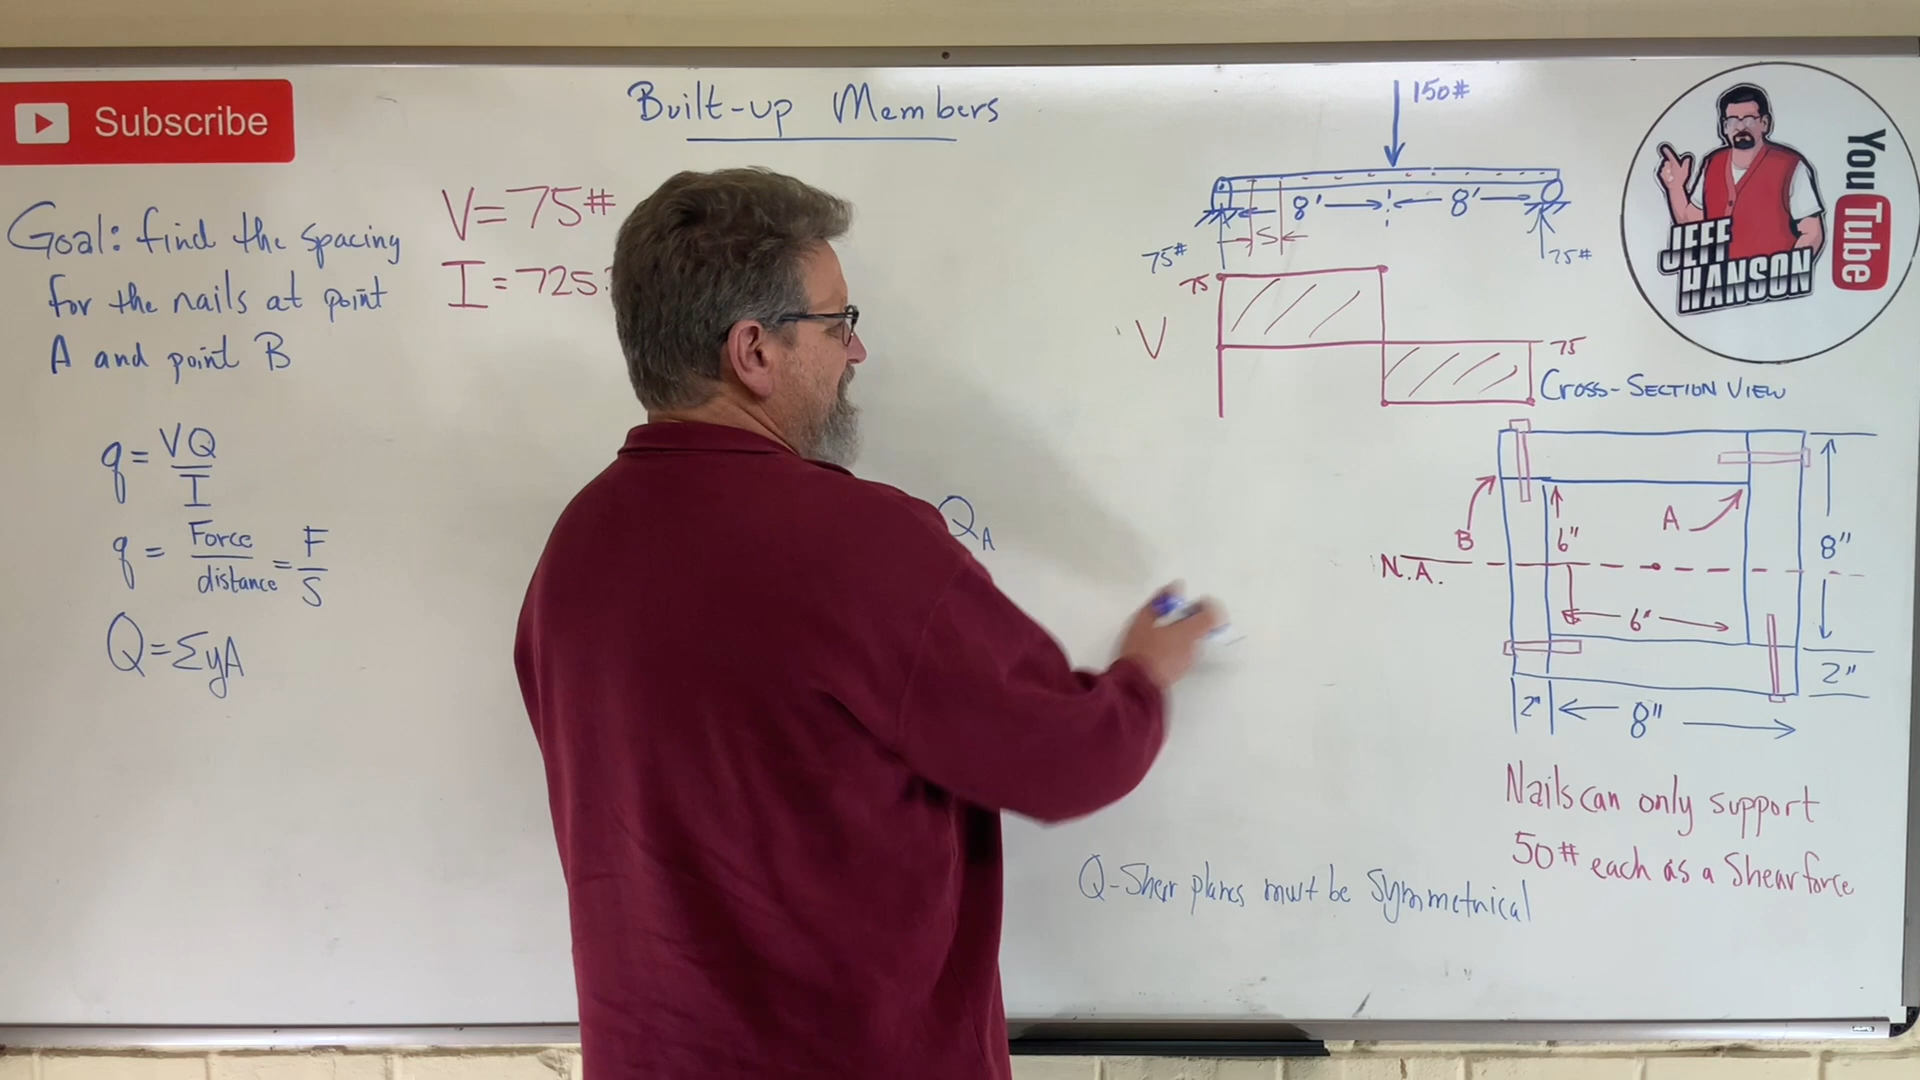 Subscribe
Built-up Members
Goal: find the spacing
for the nails at point
A and point B
V=75#
I=725.
q=VQ/I
q=Force/distance=F/S
Q=ΣyA
Q_A
150#
8'
8'
S
75#
75#
75
V
75
Cross-Section View
B
6"
A
8"
N.A.
6"
2"
2"
8"
Nails can only support
50# each as a Shear force
Q-Shear planes must be Symmetrical
JEFF
HANSON
YouTube